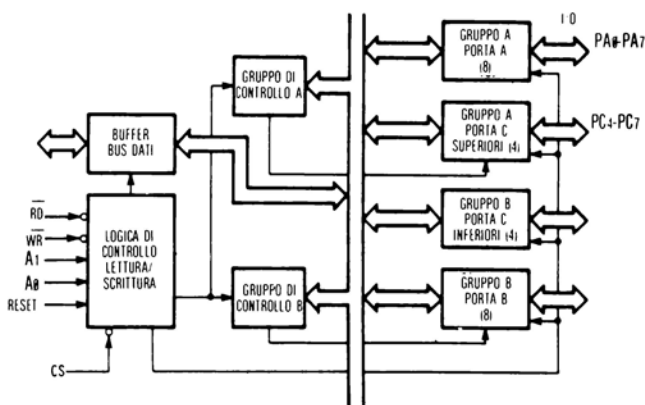 I/O
GRUPPO A
PORTA A
(8)
PA0-PA7
GRUPPO DI
CONTROLLO A
GRUPPO A
PORTA C
SUPERIORI (4)
PC4-PC7
BUFFER
BUS DATI
RD
WR
A1
A0
RESET
LOGICA DI
CONTROLLO
LETTURA/
SCRITTURA
GRUPPO B
PORTA C
INFERIORI (4)
GRUPPO DI
CONTROLLO B
GRUPPO B
PORTA B
(8)
CS